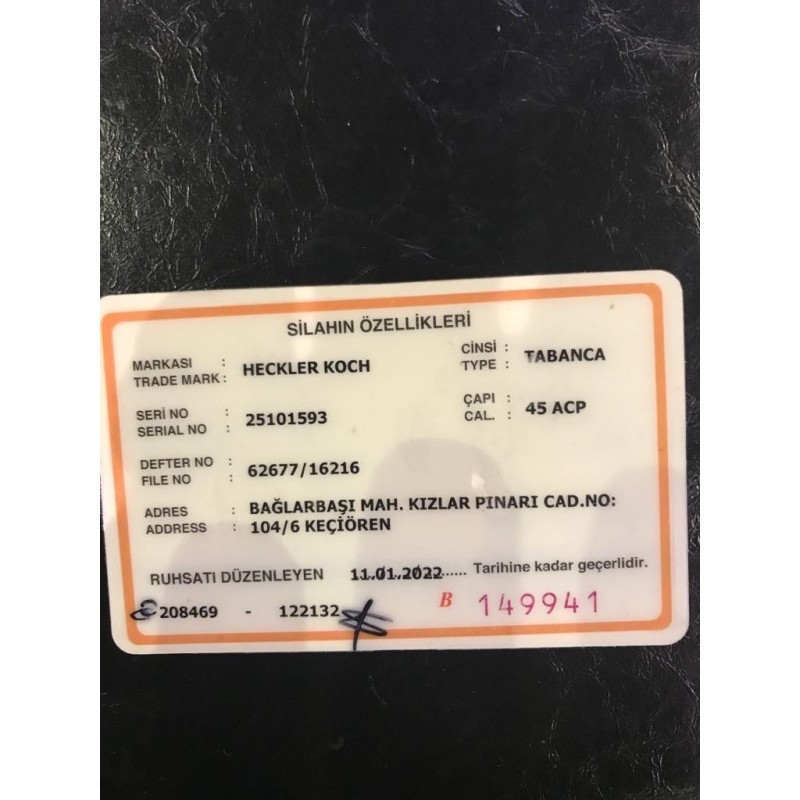 SİLAHIN ÖZELLİKLERİ
MARKASI : HECKLER KOCH CİNSİ : TABANCA
TRADE MARK : TYPE :
SERİ NO : 25101593 ÇAPI : 45 ACP
SERIAL NO : CAL. :
DEFTER NO : 62677/16216
FILE NO :
ADRES : BAĞLARBAŞI MAH. KIZLAR PINARI CAD.NO:
ADDRESS : 104/6 KEÇİÖREN
RUHSATI DÜZENLEYEN 11.01.2022...... Tarihine kadar geçerlidir.
208469 - 122132 B 149941